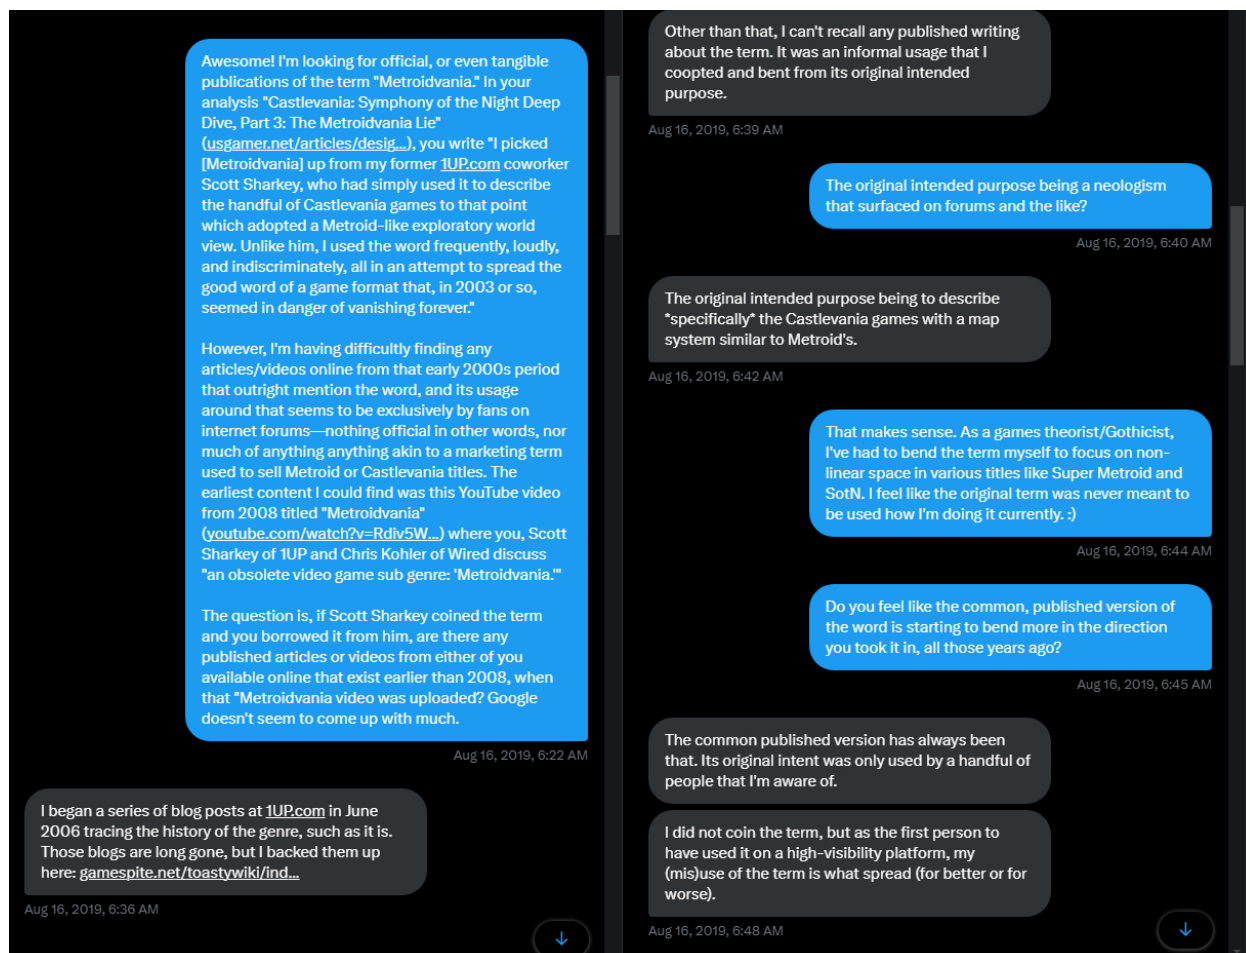 Awesome! I'm looking for official, or even tangible
publications of the term "Metroidvania." In your
analysis "Castlevania: Symphony of the Night Deep
Dive, Part 3: The Metroidvania Lie"
(usgamer.net/articles/desig...), you write "I picked
[Metroidvania] up from my former 1UP.com coworker
Scott Sharkey, who had simply used it to describe
the handful of Castlevania games to that point
which adopted a Metroid-like exploratory world
view. Unlike him, I used the word frequently, loudly,
and indiscriminately, all in an attempt to spread the
good word of a game format that, in 2003 or so,
seemed in danger of vanishing forever."
However, I'm having difficultly finding any
articles/videos online from that early 2000s period
that outright mention the word, and its usage
around that seems to be exclusively by fans on
internet forums—nothing official in other words, nor
much of anything anything akin to a marketing term
used to sell Metroid or Castlevania titles. The
earliest content I could find was this YouTube video
from 2008 titled "Metroidvania"
(youtube.com/watch?v=Rdiv5W...) where you, Scott
Sharkey of 1UP and Chris Kohler of Wired discuss
"an obsolete video game sub genre: 'Metroidvania.'"
The question is, if Scott Sharkey coined the term
and you borrowed it from him, are there any
published articles or videos from either of you
available online that exist earlier than 2008, when
that "Metroidvania video was uploaded? Google
doesn't seem to come up with much.
Aug 16, 2019, 6:22 AM
I began a series of blog posts at 1UP.com in June
2006 tracing the history of the genre, such as it is.
Those blogs are long gone, but I backed them up
here: gamespite.net/toastywiki/ind...
Aug 16, 2019, 6:36 AM
Other than that, I can't recall any published writing
about the term. It was an informal usage that I
coopted and bent from its original intended
purpose.
Aug 16, 2019, 6:39 AM
The original intended purpose being a neologism
that surfaced on forums and the like?
Aug 16, 2019, 6:40 AM
The original intended purpose being to describe
*specifically* the Castlevania games with a map
system similar to Metroid's.
Aug 16, 2019, 6:42 AM
That makes sense. As a games theorist/Gothicist,
I've had to bend the term myself to focus on non-
linear space in various titles like Super Metroid and
SotN. I feel like the original term was never meant to
be used how I'm doing it currently. :)
Aug 16, 2019, 6:44 AM
Do you feel like the common, published version of
the word is starting to bend more in the direction
you took it in, all those years ago?
Aug 16, 2019, 6:45 AM
The common published version has always been
that. Its original intent was only used by a handful of
people that I'm aware of.
I did not coin the term, but as the first person to
have used it on a high-visibility platform, my
(mis)use of the term is what spread (for better or for
worse).
Aug 16, 2019, 6:48 AM